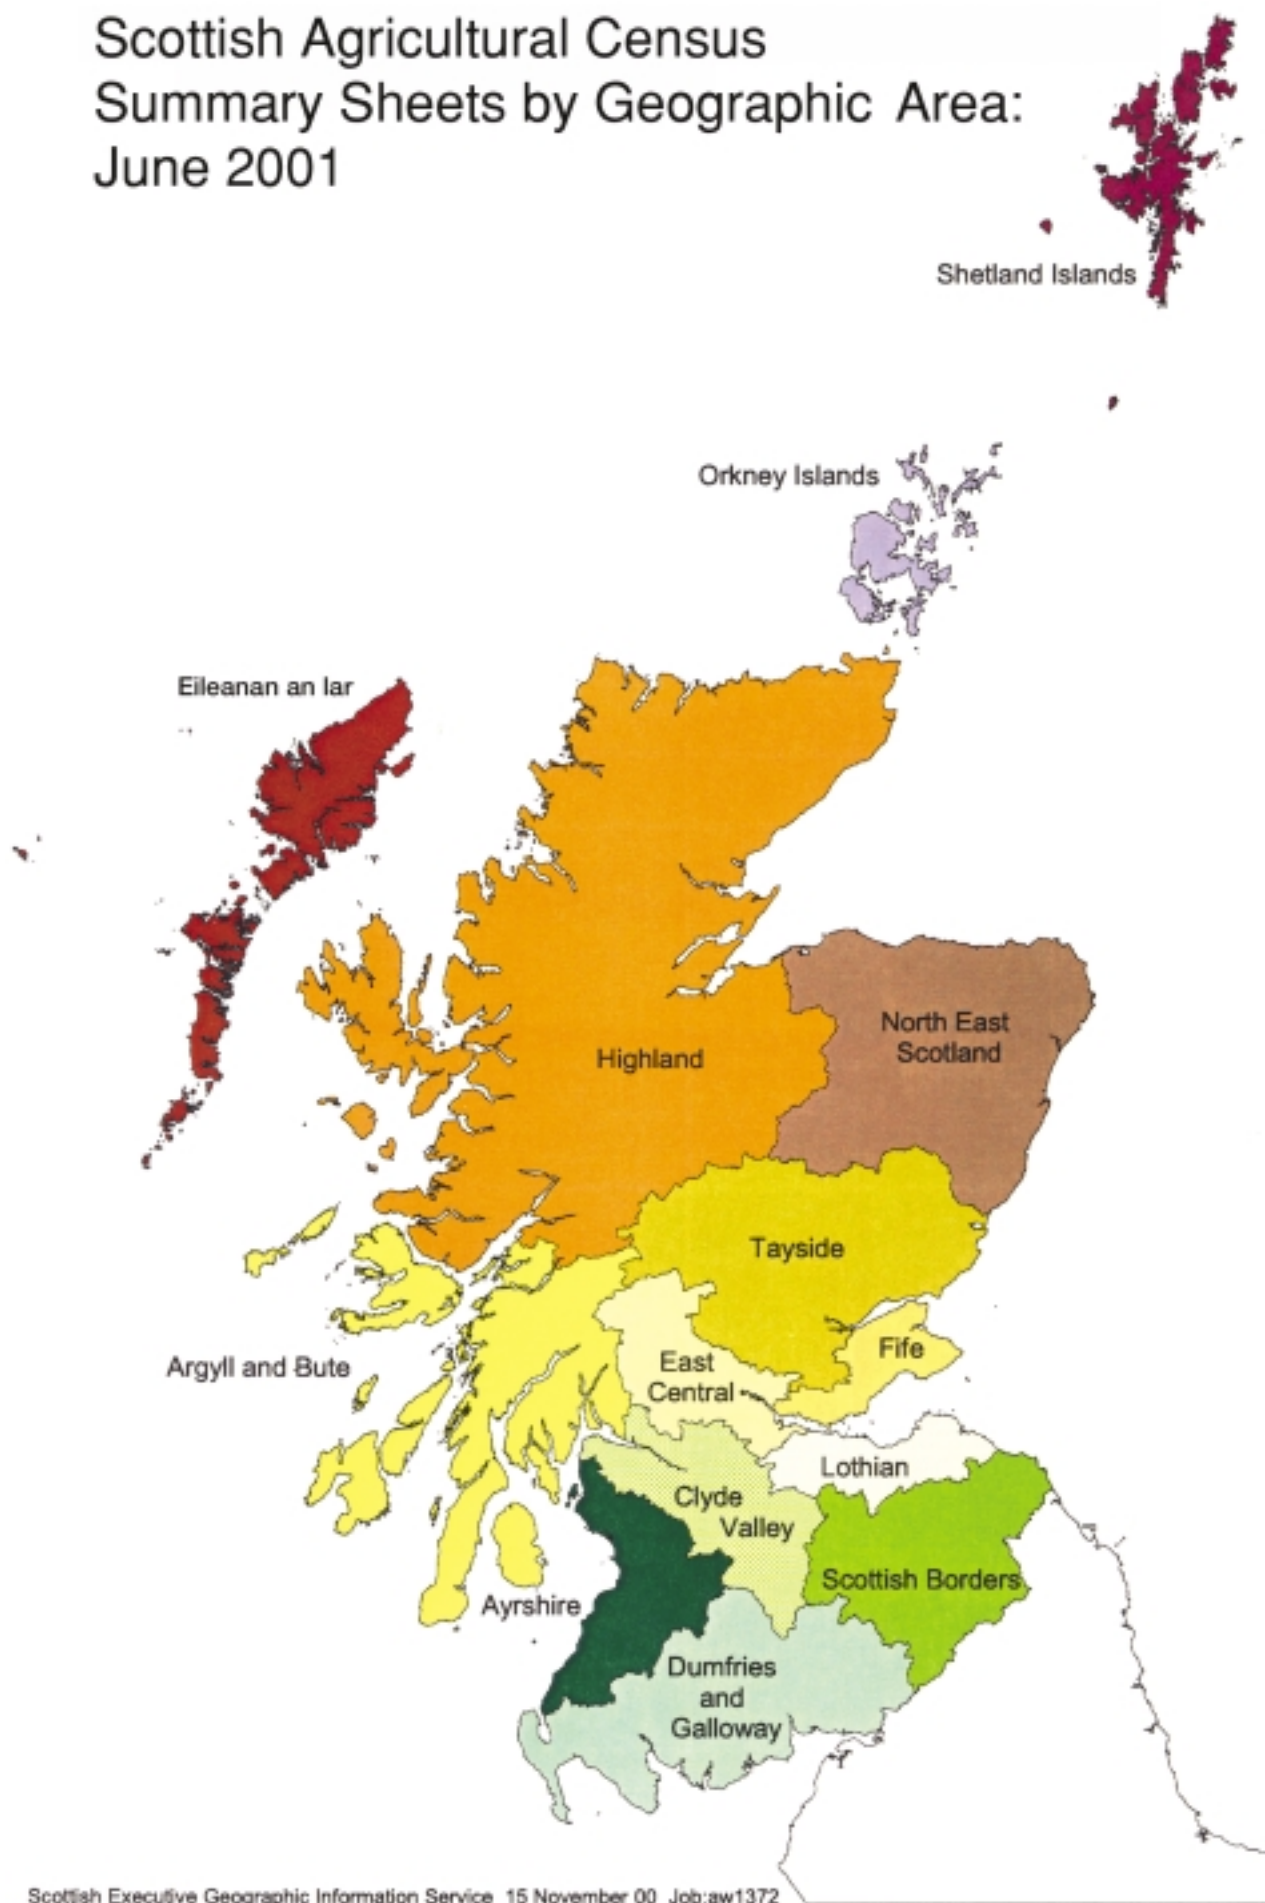 Scottish Agricultural Census
Summary Sheets by Geographic Area:
June 2001
Shetland Islands
Orkney Islands
Eileanan an Iar
North East
Scotland
Highland
Tayside
Fife
East
Central
Argyll and Bute
Lothian
Clyde
Valley
Scottish Borders
Ayrshire
Dumfries
and
Galloway
Scottish Executive Geographic Information Service 15 November 00 Job:aw1372